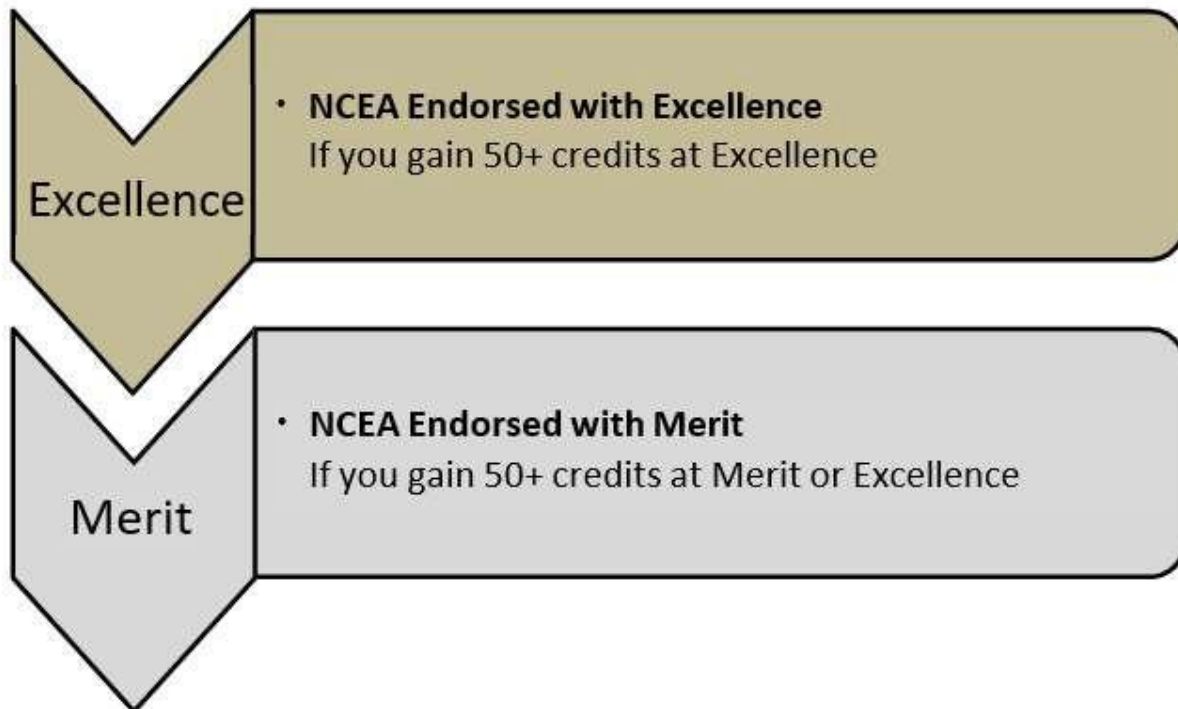 Excellence
· NCEA Endorsed with Excellence
If you gain 50+ credits at Excellence
Merit
· NCEA Endorsed with Merit
If you gain 50+ credits at Merit or Excellence